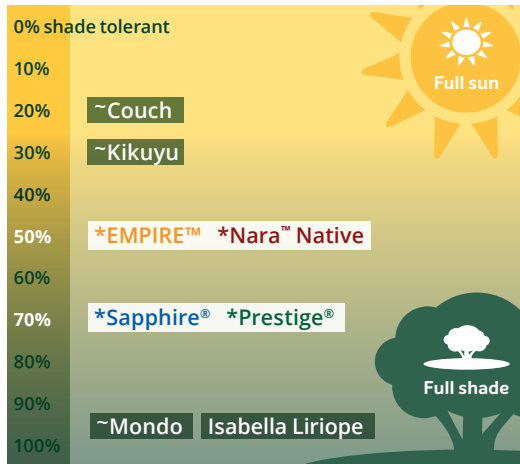 0% shade tolerant
10%
Full sun
20%
~Couch
30%
~Kikuyu
40%
50%
*EMPIRE™ *Nara™ Native
60%
70%
*Sapphire® *Prestige®
80%
Full shade
90%
~Mondo Isabella Liriope
100%